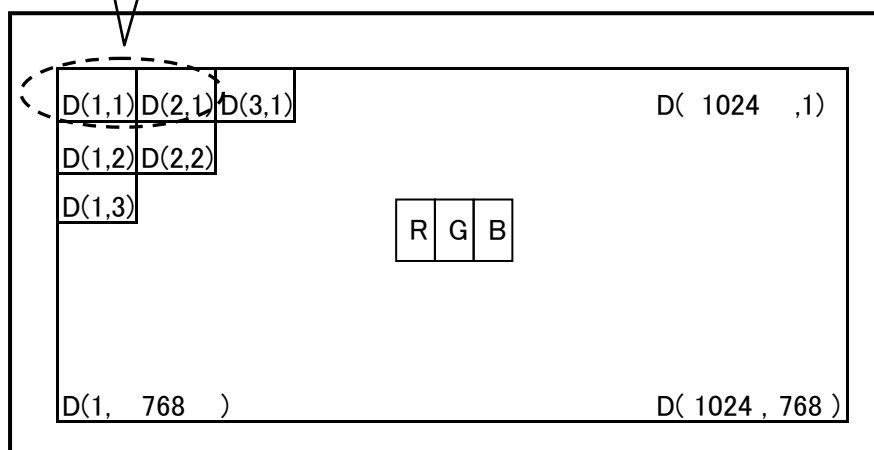 D(1,1) D(2,1) D(3,1) D( 1024 ,1)
D(1,2) D(2,2)
D(1,3)
R G B
D(1, 768 ) D( 1024 , 768 )